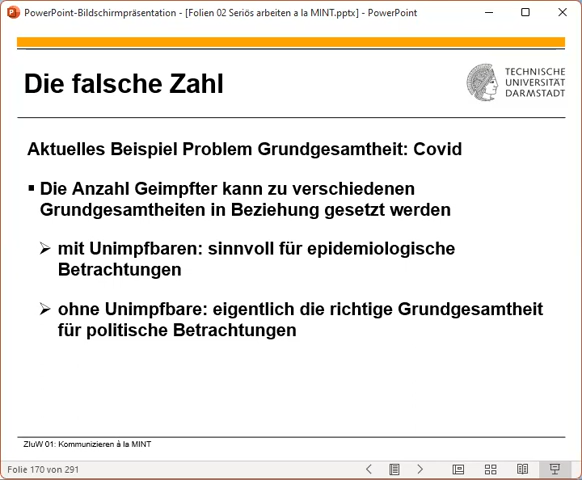 PowerPoint-Bildschirmpräsentation - [Folien 02 Seriös arbeiten a la MINT.pptx] - PowerPoint
Die falsche Zahl
TECHNISCHE
UNIVERSITÄT
DARMSTADT
Aktuelles Beispiel Problem Grundgesamtheit: Covid
▪ Die Anzahl Geimpfter kann zu verschiedenen
Grundgesamtheiten in Beziehung gesetzt werden
➢ mit Unimpfbaren: sinnvoll für epidemiologische
Betrachtungen
➢ ohne Unimpfbare: eigentlich die richtige Grundgesamtheit
für politische Betrachtungen
ZIuW 01: Kommunizieren à la MINT
Folie 170 von 291